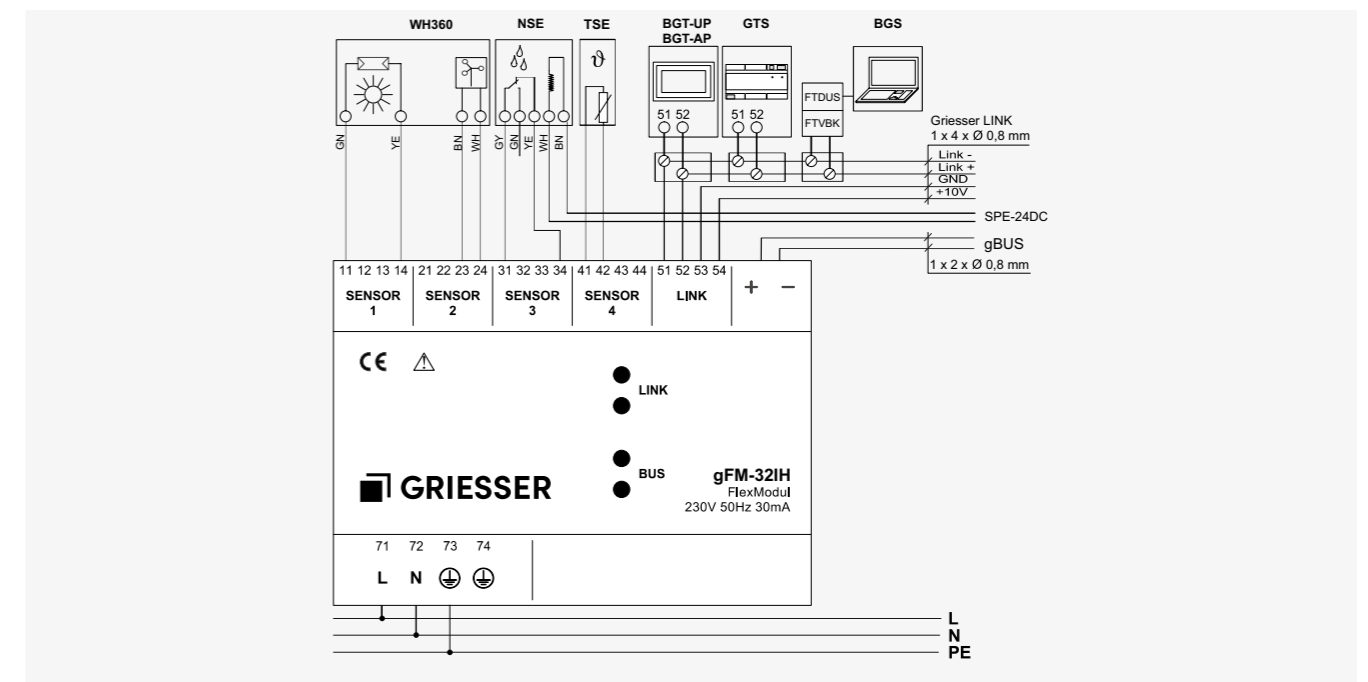 WH360 NSE TSE BGT-UP GTS BGS
BGT-AP
ϑ
FTDUS
51 52 51 52
FTVBK
Griesser LINK
1 x 4 x Ø 0,8 mm
GN YE BN WH GY GN YE WH BN
Link -
Link +
GND
+10V
SPE-24DC
gBUS
1 x 2 x Ø 0,8 mm
11 12 13 14 21 22 23 24 31 32 33 34 41 42 43 44 51 52 53 54 + −
SENSOR SENSOR SENSOR SENSOR LINK
1 2 3 4
CE
LINK
BUS
GRIESSER
gFM-32IH
FlexModul
230V 50Hz 30mA
71 72 73 74
L N
L
N
PE